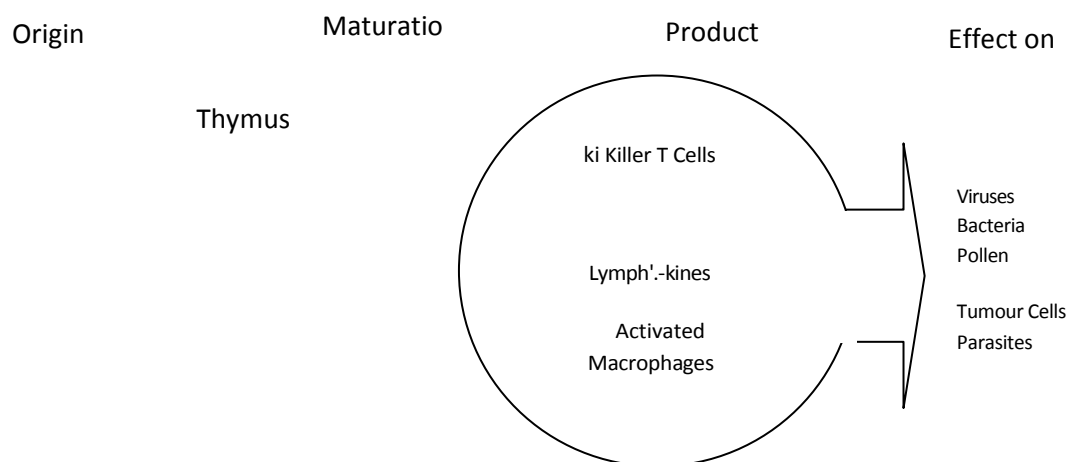 Origin
Maturatio
Product
Effect on
Thymus
ki Killer T Cells
Lymph'.-kines
Activated
Macrophages
Viruses
Bacteria
Pollen
Tumour Cells
Parasites